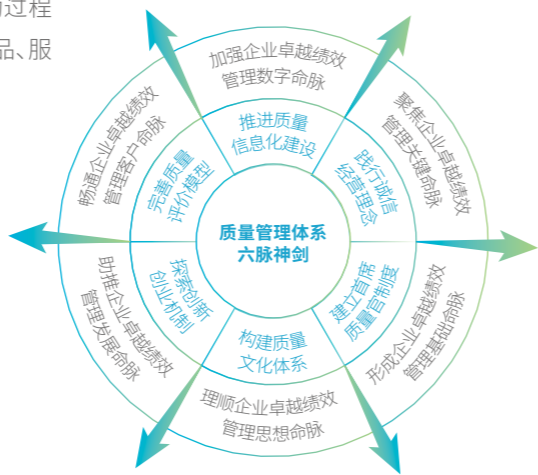 过程
品、服
加强企业卓越绩效
管理数字命脉
聚焦企业卓越绩效
管理关键命脉
形成企业卓越绩效
管理基础命脉
理顺企业卓越绩效
管理思想命脉
助推企业卓越绩效
管理发展命脉
畅通企业卓越绩效
管理客户命脉
推进质量
信息化建设
践行诚信
经营理念
建立首席
质量官制度
构建质量
文化体系
探索创新
创业机制
完善质量
评价模型
质量管理体系
六脉神剑